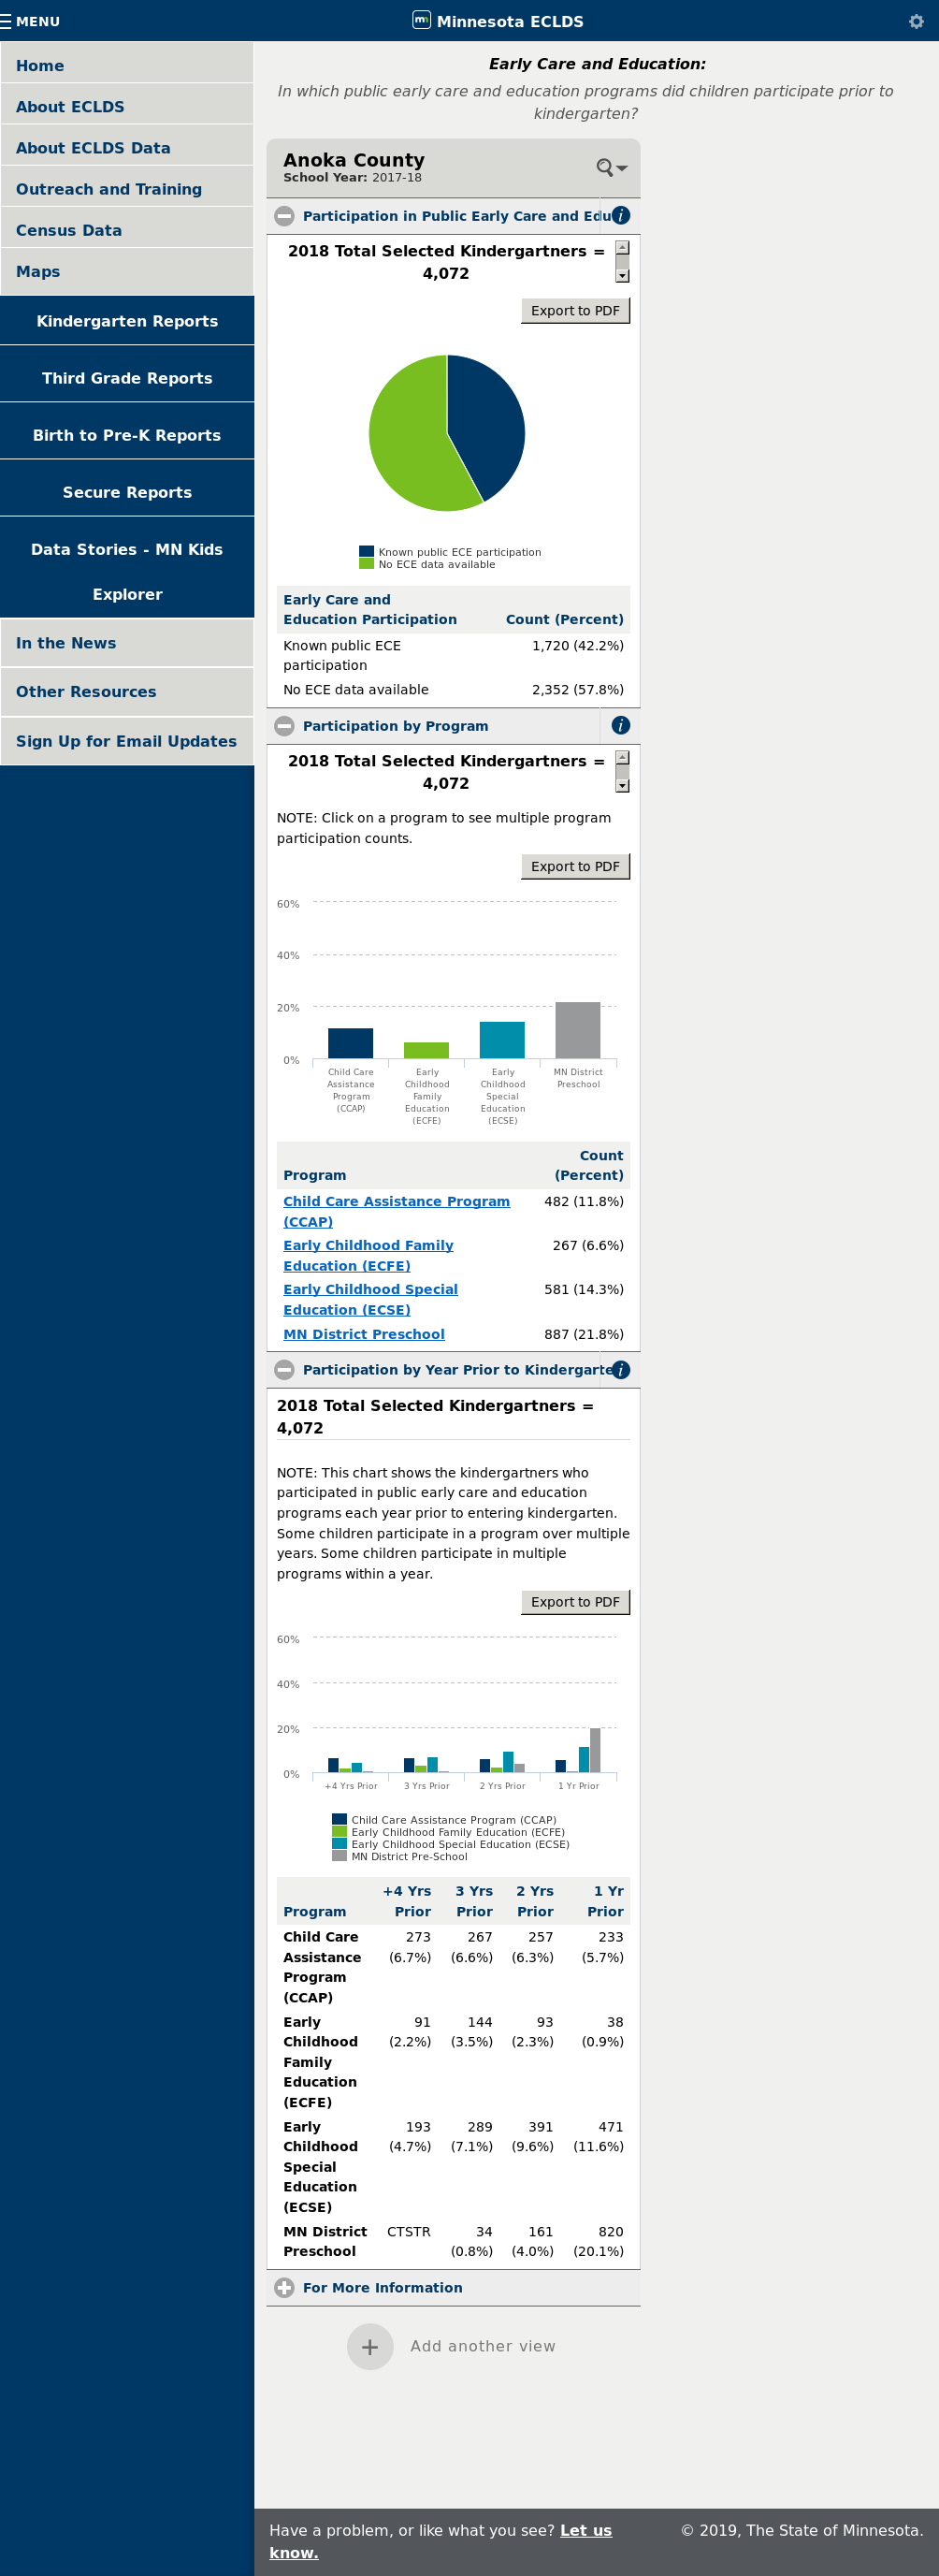 MENU
Minnesota ECLDS
Home
About ECLDS
About ECLDS Data
Outreach and Training
Census Data
Maps
Kindergarten Reports
Third Grade Reports
Birth to Pre-K Reports
Secure Reports
Data Stories - MN Kids
Explorer
In the News
Other Resources
Sign Up for Email Updates
Early Care and Education:
In which public early care and education programs did children participate prior to
kindergarten?
Anoka County
School Year: 2017-18
Participation in Public Early Care and Edu
2018 Total Selected Kindergartners =
4,072
Export to PDF
Known public ECE participation
No ECE data available
Early Care and
Education Participation Count (Percent)
Known public ECE 1,720 (42.2%)
participation
No ECE data available 2,352 (57.8%)
Participation by Program
2018 Total Selected Kindergartners =
4,072
NOTE: Click on a program to see multiple program
participation counts.
Export to PDF
60%
40%
20%
0%
Child Care Early Early MN District
Assistance Childhood Childhood Preschool
Program Family Special
(CCAP) Education Education
(ECFE) (ECSE)
Count
Program (Percent)
Child Care Assistance Program 482 (11.8%)
(CCAP)
Early Childhood Family 267 (6.6%)
Education (ECFE)
Early Childhood Special 581 (14.3%)
Education (ECSE)
MN District Preschool 887 (21.8%)
Participation by Year Prior to Kindergarte
2018 Total Selected Kindergartners =
4,072
NOTE: This chart shows the kindergartners who
participated in public early care and education
programs each year prior to entering kindergarten.
Some children participate in a program over multiple
years. Some children participate in multiple
programs within a year.
Export to PDF
60%
40%
20%
0%
+4 Yrs Prior 3 Yrs Prior 2 Yrs Prior 1 Yr Prior
Child Care Assistance Program (CCAP)
Early Childhood Family Education (ECFE)
Early Childhood Special Education (ECSE)
MN District Pre-School
+4 Yrs 3 Yrs 2 Yrs 1 Yr
Program Prior Prior Prior Prior
Child Care 273 267 257 233
Assistance (6.7%) (6.6%) (6.3%) (5.7%)
Program
(CCAP)
Early 91 144 93 38
Childhood (2.2%) (3.5%) (2.3%) (0.9%)
Family
Education
(ECFE)
Early 193 289 391 471
Childhood (4.7%) (7.1%) (9.6%) (11.6%)
Special
Education
(ECSE)
MN District CTSTR 34 161 820
Preschool (0.8%) (4.0%) (20.1%)
For More Information
+ Add another view
Have a problem, or like what you see? Let us
know.
© 2019, The State of Minnesota.